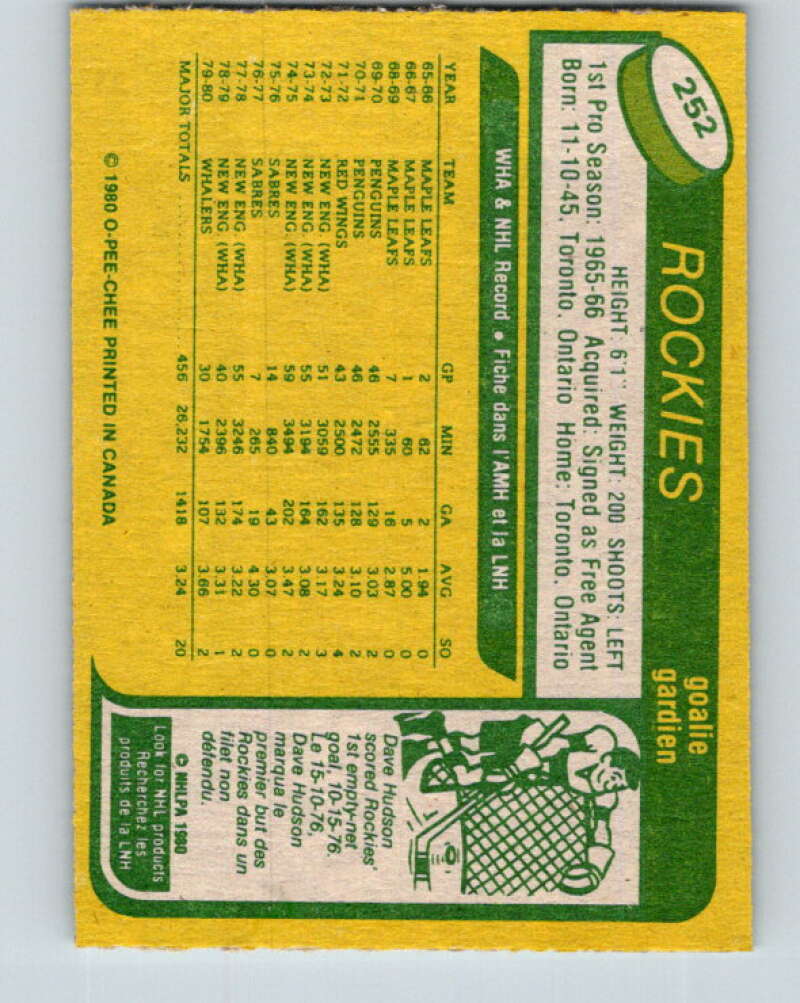 252
ROCKIES
goalie
gardien
HEIGHT: 6'1" WEIGHT: 200 SHOOTS: LEFT
1st Pro Season: 1965-66 Acquired: Signed as Free Agent
Born: 11-10-45, Toronto, Ontario Home: Toronto, Ontario
WHA & NHL Record • Fiche dans l'AMH et la LNH
YEAR TEAM GP MIN GA AVG SO
65-66 MAPLE LEAFS 2 62 2 1.94 0
66-67 MAPLE LEAFS 1 60 5 5.00 0
68-69 MAPLE LEAFS 7 335 16 2.87 0
69-70 PENGUINS 46 2555 129 3.03 2
70-71 PENGUINS 46 2472 128 3.10 2
71-72 RED WINGS 43 2500 135 3.24 4
72-73 NEW ENG (WHA) 51 3059 162 3.17 3
73-74 NEW ENG. (WHA) 55 3194 164 3.08 2
74-75 NEW ENG. (WHA) 59 3494 202 3.47 2
75-76 SABRES 14 840 43 3.07 0
76-77 SABRES 7 265 19 4.30 0
77-78 NEW ENG (WHA) 55 3246 174 3.22 2
78-79 NEW ENG. (WHA) 40 2396 132 3.31 1
79-80 WHALERS 30 1754 107 3.66 2
MAJOR TOTALS 456 26,232 1418 3.24 20
© 1980 O-PEE-CHEE PRINTED IN CANADA
Dave Hudson
scored Rockies'
1st empty-net
goal, 10-15-76.
Le 15-10-76,
Dave Hudson
marqua le
premier but des
Rockies dans un
filet non
défendu.
© NHLPA 1980
Look for NHL products
Recherchez les
produits de la LNH